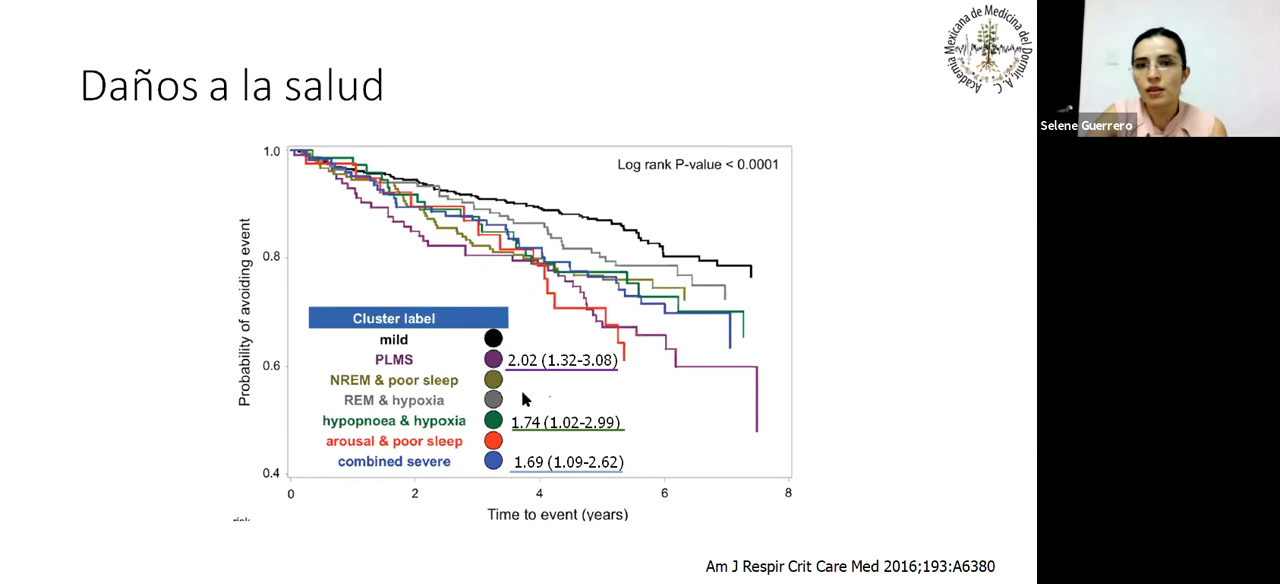 Academia Mexicana de Medicina del Dormir A. C.
Daños a la salud
Selene Guerrero
Log rank P-value < 0.0001
Probability of avoiding event
1.0
0.8
0.6
0.4
Cluster label
mild
PLMS 2.02 (1.32-3.08)
NREM & poor sleep
REM & hypoxia
hypopnoea & hypoxia 1.74 (1.02-2.99)
arousal & poor sleep
combined severe 1.69 (1.09-2.62)
0 2 4 6 8
Time to event (years)
Am J Respir Crit Care Med 2016;193:A6380